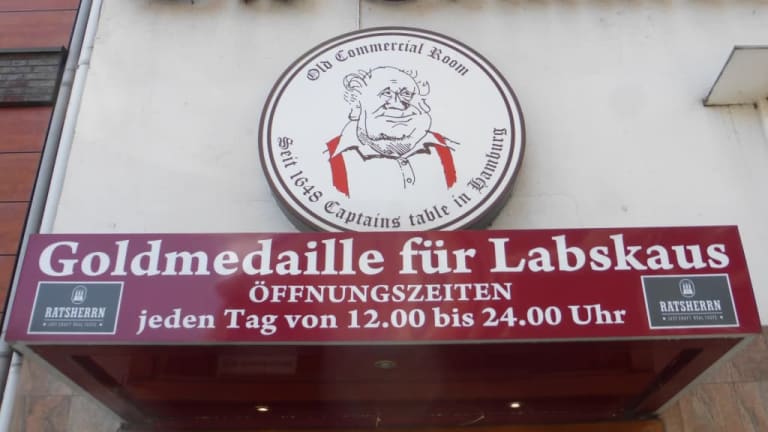 Old Commercial Room
Seit 1648 Captains table in Hamburg
Goldmedaille für Labskaus
ÖFFNUNGSZEITEN
jeden Tag von 12.00 bis 24.00 Uhr
RATSHERRN
RATSHERRN